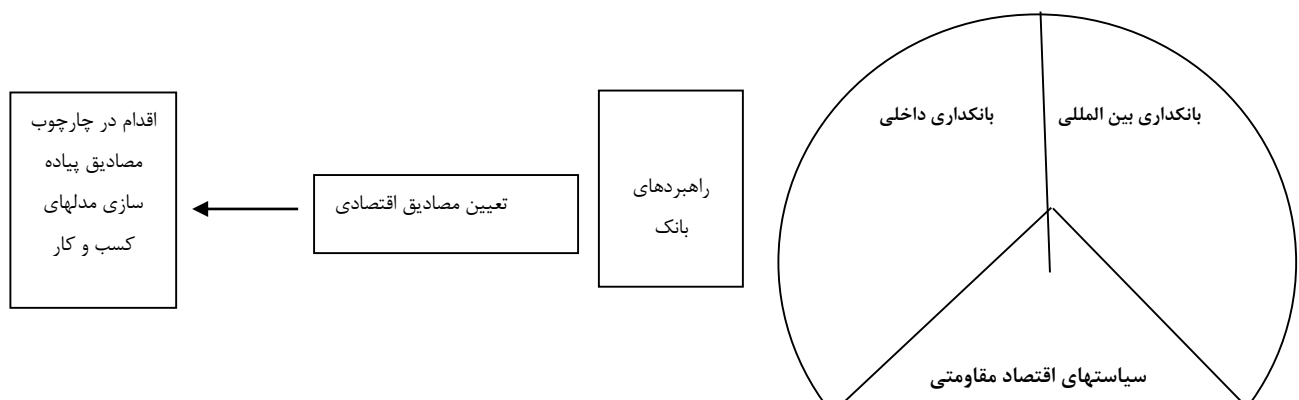 بانکداری بین المللی
بانکداری داخلی
سیاستهای اقتصاد مقاومتی
راهبردهای
بانک
تعیین مصادیق اقتصادی
اقدام در چارچوب
مصادیق پیاده
سازی مدلهای
کسب و کار